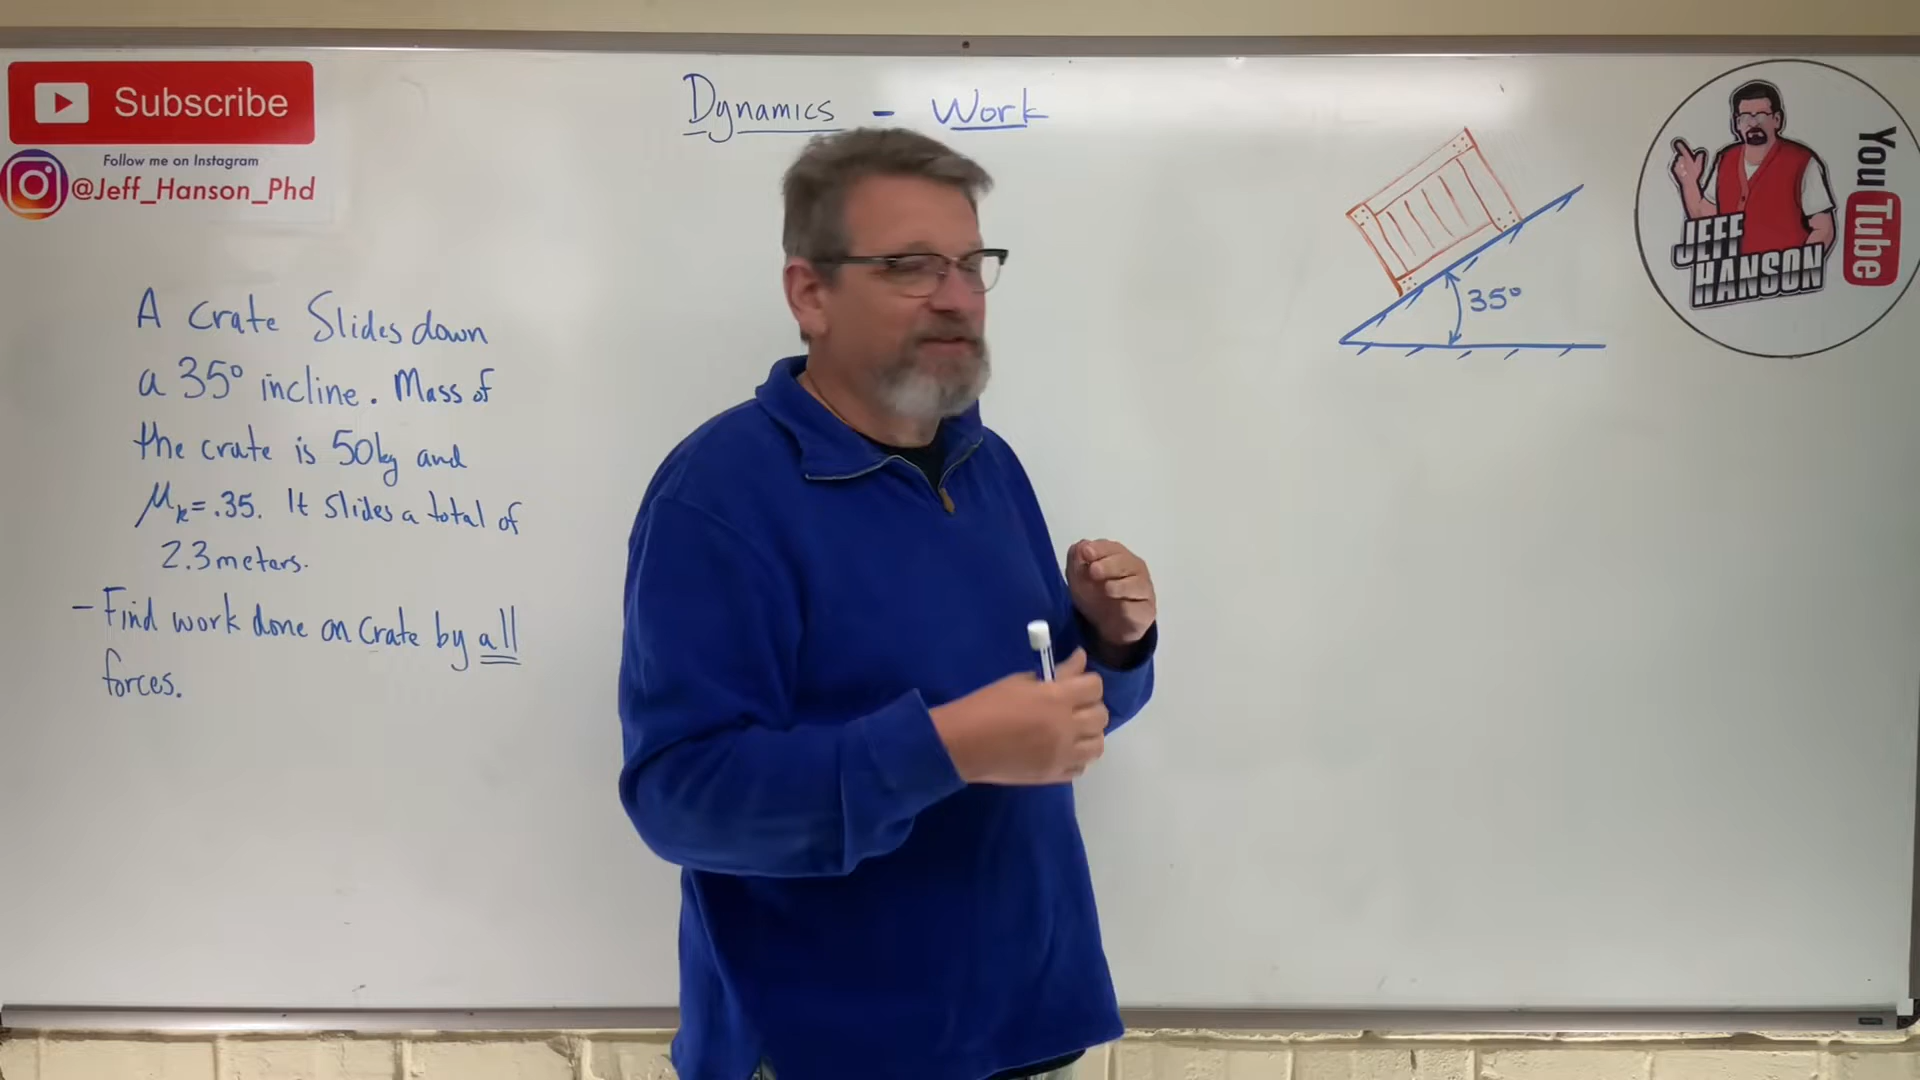 Subscribe
Follow me on Instagram
@Jeff_Hanson_Phd
Dynamics - Work
A crate Slides down
a 35° incline. Mass of
the crate is 50kg and
μk=.35. It slides a total of
2.3 meters.
- Find work done on crate by all
forces.
35°
JEFF
HANSON
YouTube